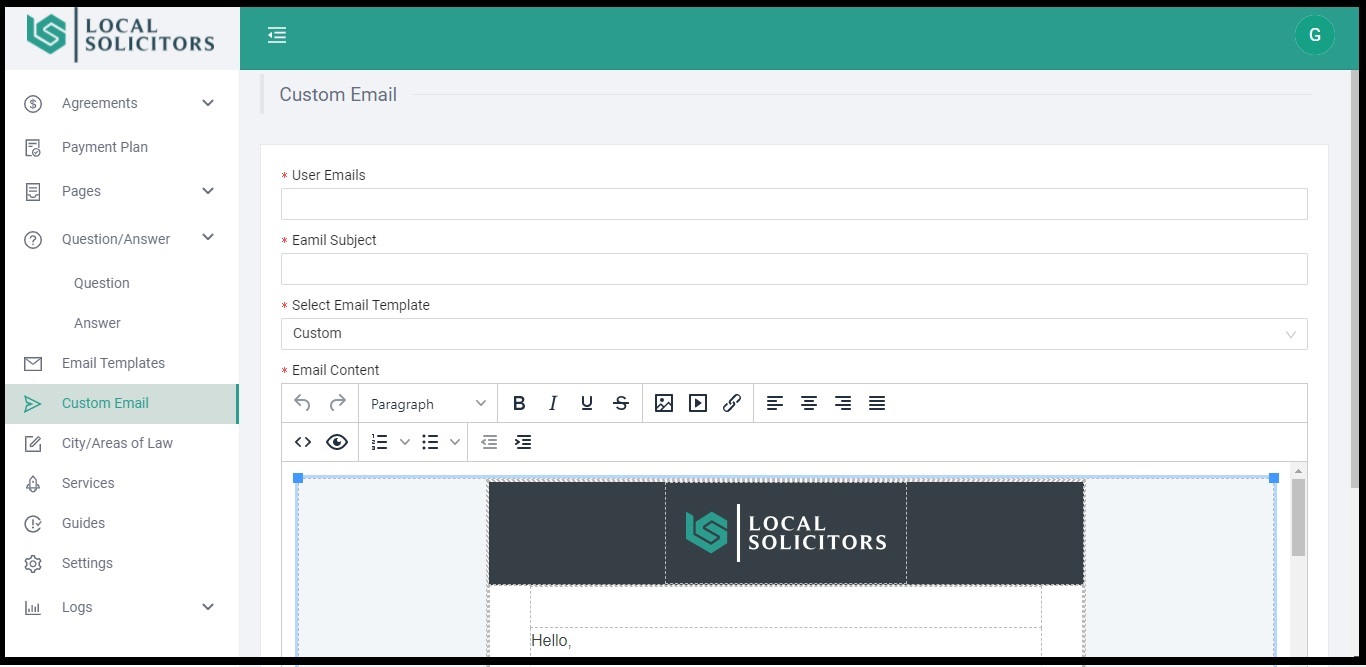 LOCAL
SOLICITORS
G
Agreements
Payment Plan
Pages
Question/Answer
Question
Answer
Email Templates
Custom Email
City/Areas of Law
Services
Guides
Settings
Logs
Custom Email
* User Emails
* Eamil Subject
* Select Email Template
Custom
* Email Content
Paragraph
B I U S
LOCAL
SOLICITORS
Hello,